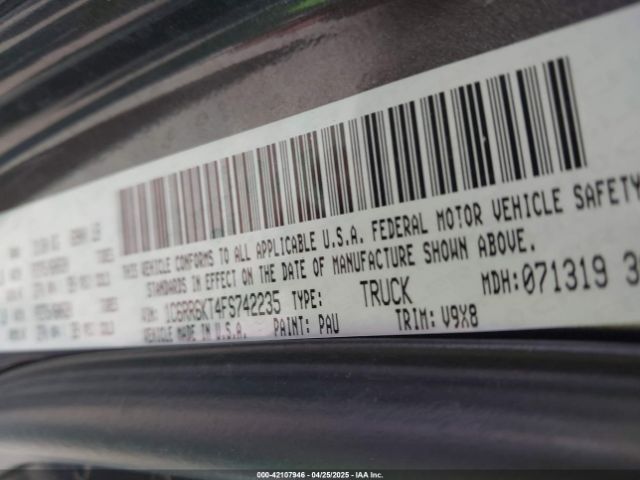 THIS VEHICLE CONFORMS TO ALL APPLICABLE U.S.A. FEDERAL MOTOR VEHICLE SAFETY
STANDARDS IN EFFECT ON THE DATE OF MANUFACTURE SHOWN ABOVE.
VIN: 1C6RR6KT4FS742235 TYPE: TRUCK MDH: 071319
VEHICLE MADE IN PAINT: PAU TRIM: V9X8
000-42107946 - 04/25/2025 - IAA Inc.